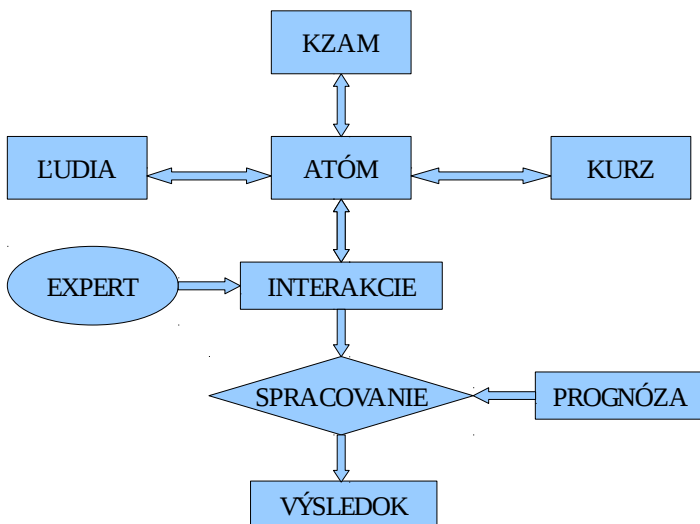 KZAM
ĽUDIA
ATÓM
KURZ
EXPERT
INTERAKCIE
SPRACOVANIE
PROGNÓZA
VÝSLEDOK